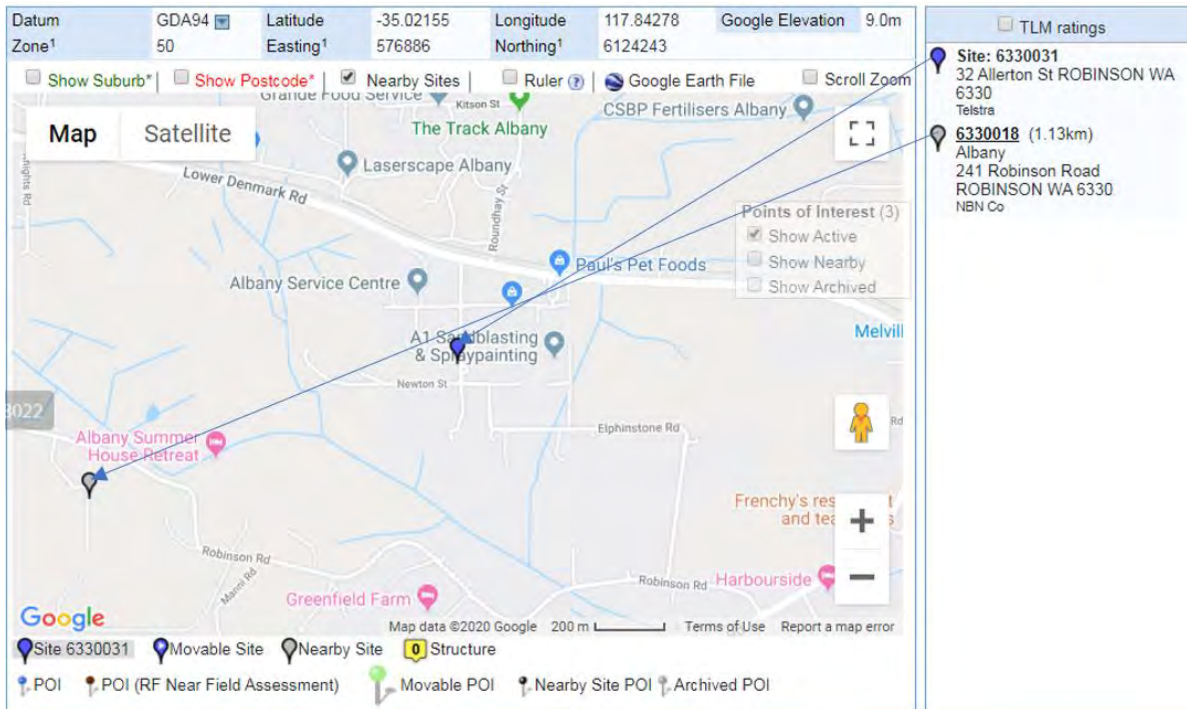 Datum GDA94 Latitude -35.02155 Longitude 117.84278 Google Elevation 9.0m
Zone1 50 Easting1 576886 Northing1 6124243
Show Suburb* | Show Postcode* | Nearby Sites | Ruler (?) | Google Earth File Scroll Zoom
Grande Food Service
Kitson St
CSBP Fertilisers Albany
Map Satellite
The Track Albany
Laserscape Albany
Lower Denmark Rd
Roundhay St
Points of Interest (3)
Show Active
Show Nearby
Show Archived
Paul's Pet Foods
Albany Service Centre
Melvill
A1 Sandblasting
& Spraypainting
Newton St
3022
Elphinstone Rd
Rd
Albany Summer
House Retreat
Frenchy's
and
Robinson Rd
Manni Rd
Robinson Rd
Harbourside
Greenfield Farm
Google
Map data ©2020 Google 200 m Terms of Use Report a map error
Site 6330031 Movable Site Nearby Site 0 Structure
POI POI (RF Near Field Assessment) Movable POI Nearby Site POI Archived POI
TLM ratings
Site: 6330031
32 Allerton St ROBINSON WA
6330
Telstra
6330018 (1.13km)
Albany
241 Robinson Road
ROBINSON WA 6330
NBN Co